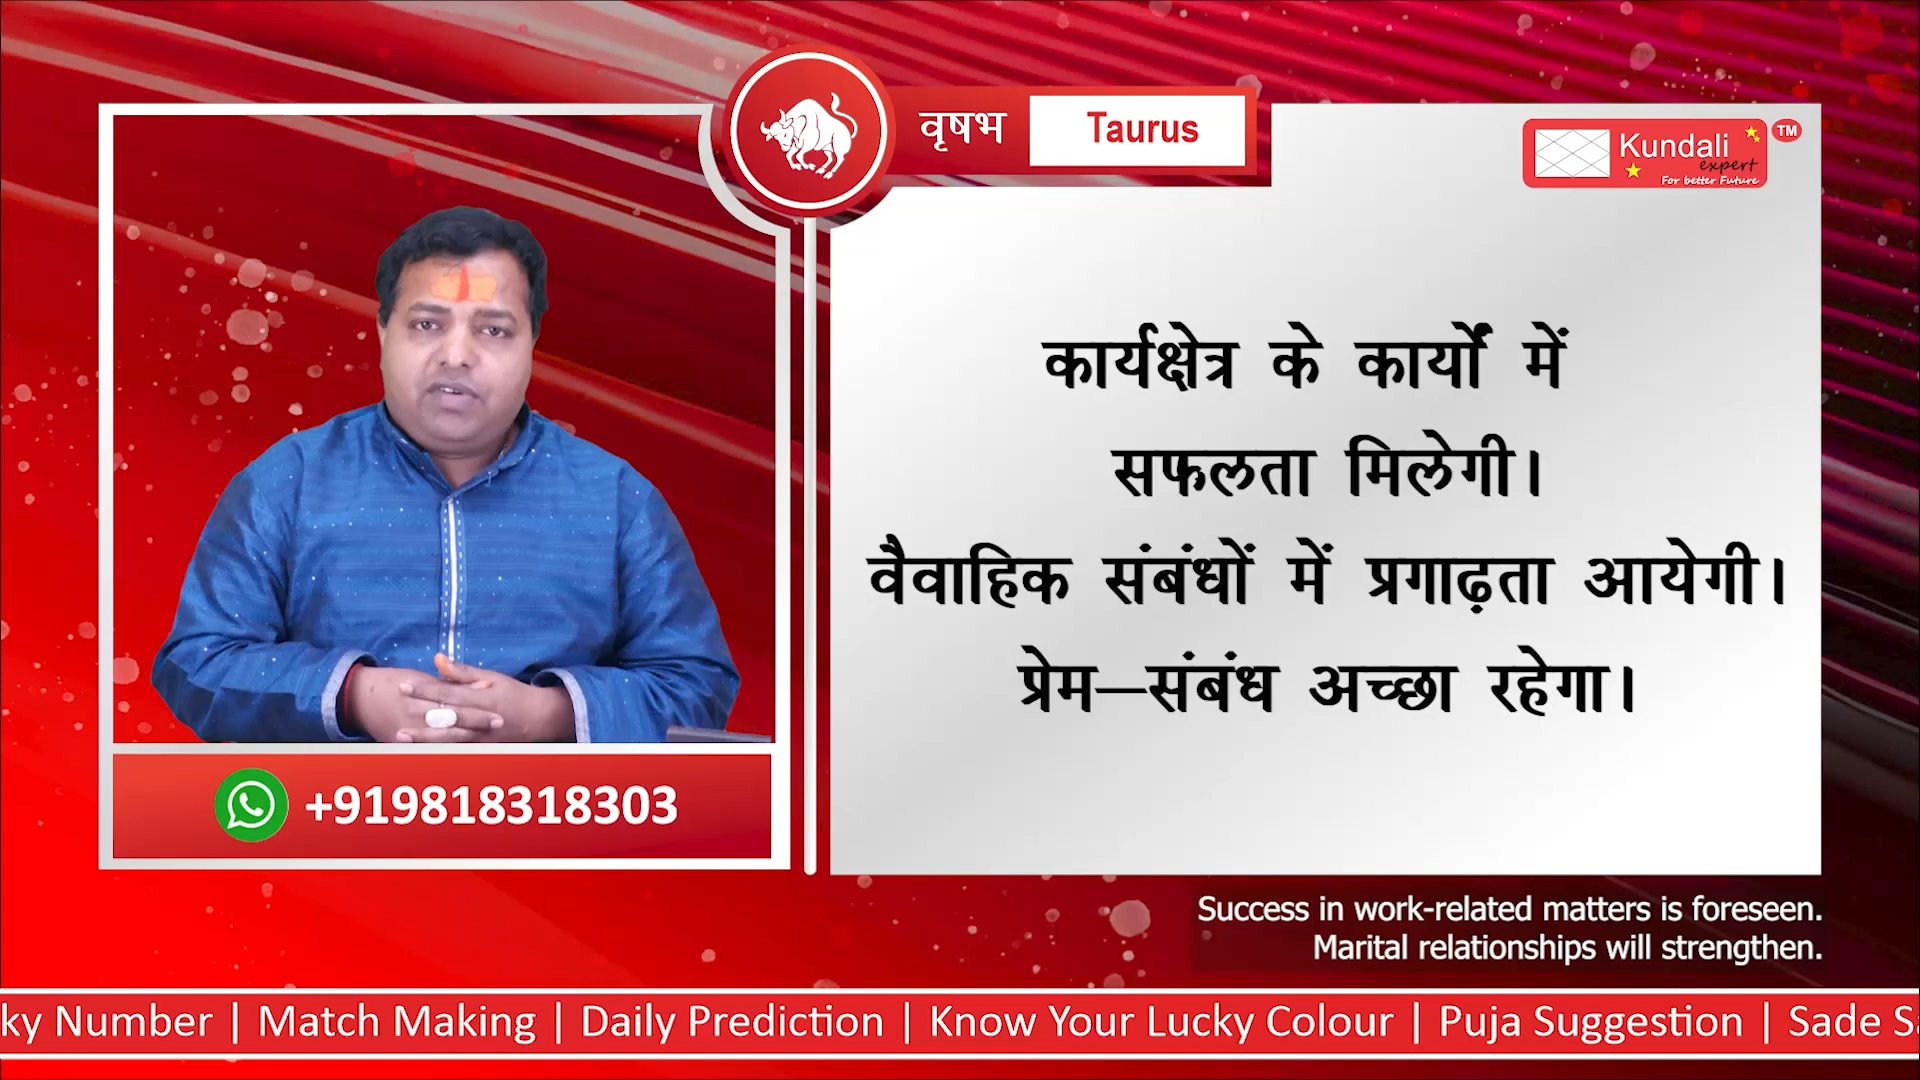 वृषभ
Taurus
Kundali
expert
For better Future
TM
कार्यक्षेत्र के कार्यों में
सफलता मिलेगी।
वैवाहिक संबंधों में प्रगाढ़ता आयेगी।
प्रेम–संबंध अच्छा रहेगा।
+919818318303
Success in work-related matters is foreseen.
Marital relationships will strengthen.
ky Number | Match Making | Daily Prediction | Know Your Lucky Colour | Puja Suggestion | Sade S